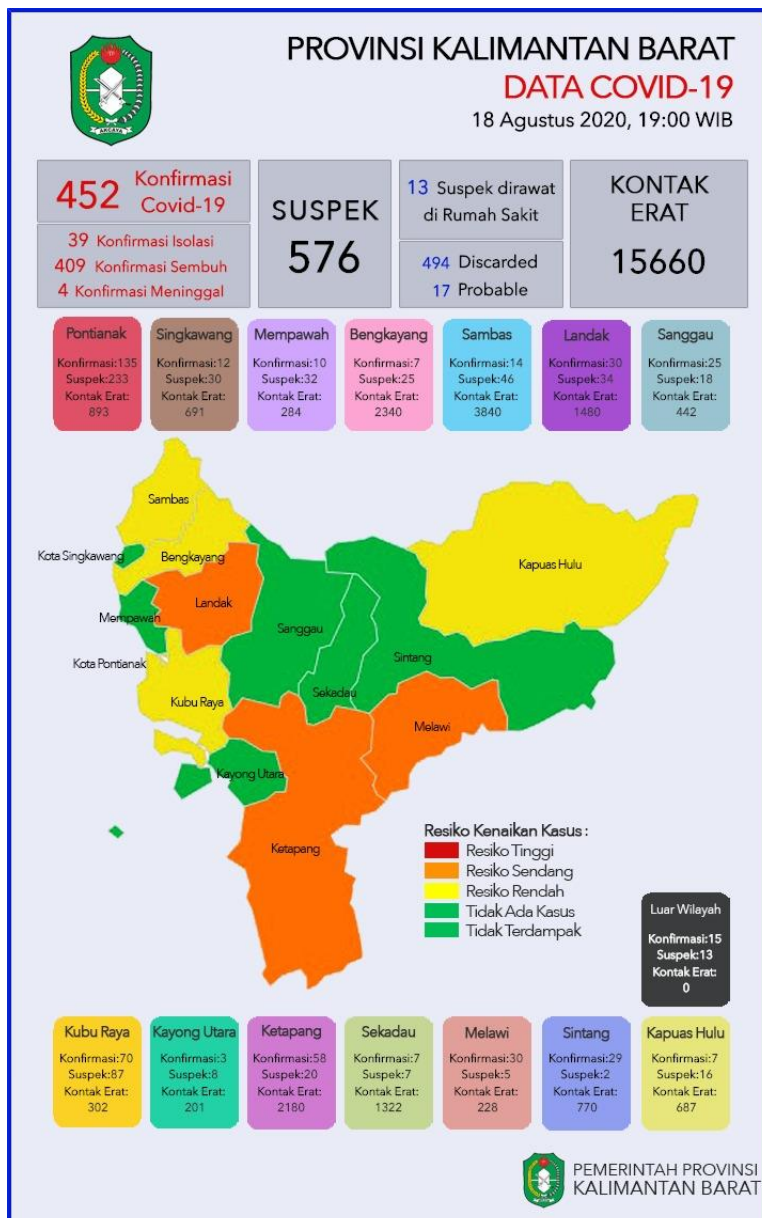 PROVINSI KALIMANTAN BARAT
DATA COVID-19
18 Agustus 2020, 19:00 WIB
AKCAYA
452 Konfirmasi Covid-19
39 Konfirmasi Isolasi
409 Konfirmasi Sembuh
4 Konfirmasi Meninggal
SUSPEK
576
13 Suspek dirawat
di Rumah Sakit
494 Discarded
17 Probable
KONTAK
ERAT
15660
Pontianak
Konfirmasi:135
Suspek:233
Kontak Erat:
893
Singkawang
Konfirmasi:12
Suspek:30
Kontak Erat:
691
Mempawah
Konfirmasi:10
Suspek:32
Kontak Erat:
284
Bengkayang
Konfirmasi:7
Suspek:25
Kontak Erat:
2340
Sambas
Konfirmasi:14
Suspek:46
Kontak Erat:
3840
Landak
Konfirmasi:30
Suspek:34
Kontak Erat:
1480
Sanggau
Konfirmasi:25
Suspek:18
Kontak Erat:
442
Sambas
Kota Singkawang
Bengkayang
Kapuas Hulu
Landak
Mempawah
Sanggau
Kota Pontianak
Sintang
Sekadau
Kubu Raya
Melawi
Kayong Utara
Ketapang
Resiko Kenaikan Kasus :
Resiko Tinggi
Resiko Sendang
Resiko Rendah
Tidak Ada Kasus
Tidak Terdampak
Luar Wilayah
Konfirmasi:15
Suspek:13
Kontak Erat:
0
Kubu Raya
Konfirmasi:70
Suspek:87
Kontak Erat:
302
Kayong Utara
Konfirmasi:3
Suspek:8
Kontak Erat:
201
Ketapang
Konfirmasi:58
Suspek:20
Kontak Erat:
2180
Sekadau
Konfirmasi:7
Suspek:7
Kontak Erat:
1322
Melawi
Konfirmasi:30
Suspek:5
Kontak Erat:
228
Sintang
Konfirmasi:29
Suspek:2
Kontak Erat:
770
Kapuas Hulu
Konfirmasi:7
Suspek:16
Kontak Erat:
687
PEMERINTAH PROVINSI
KALIMANTAN BARAT